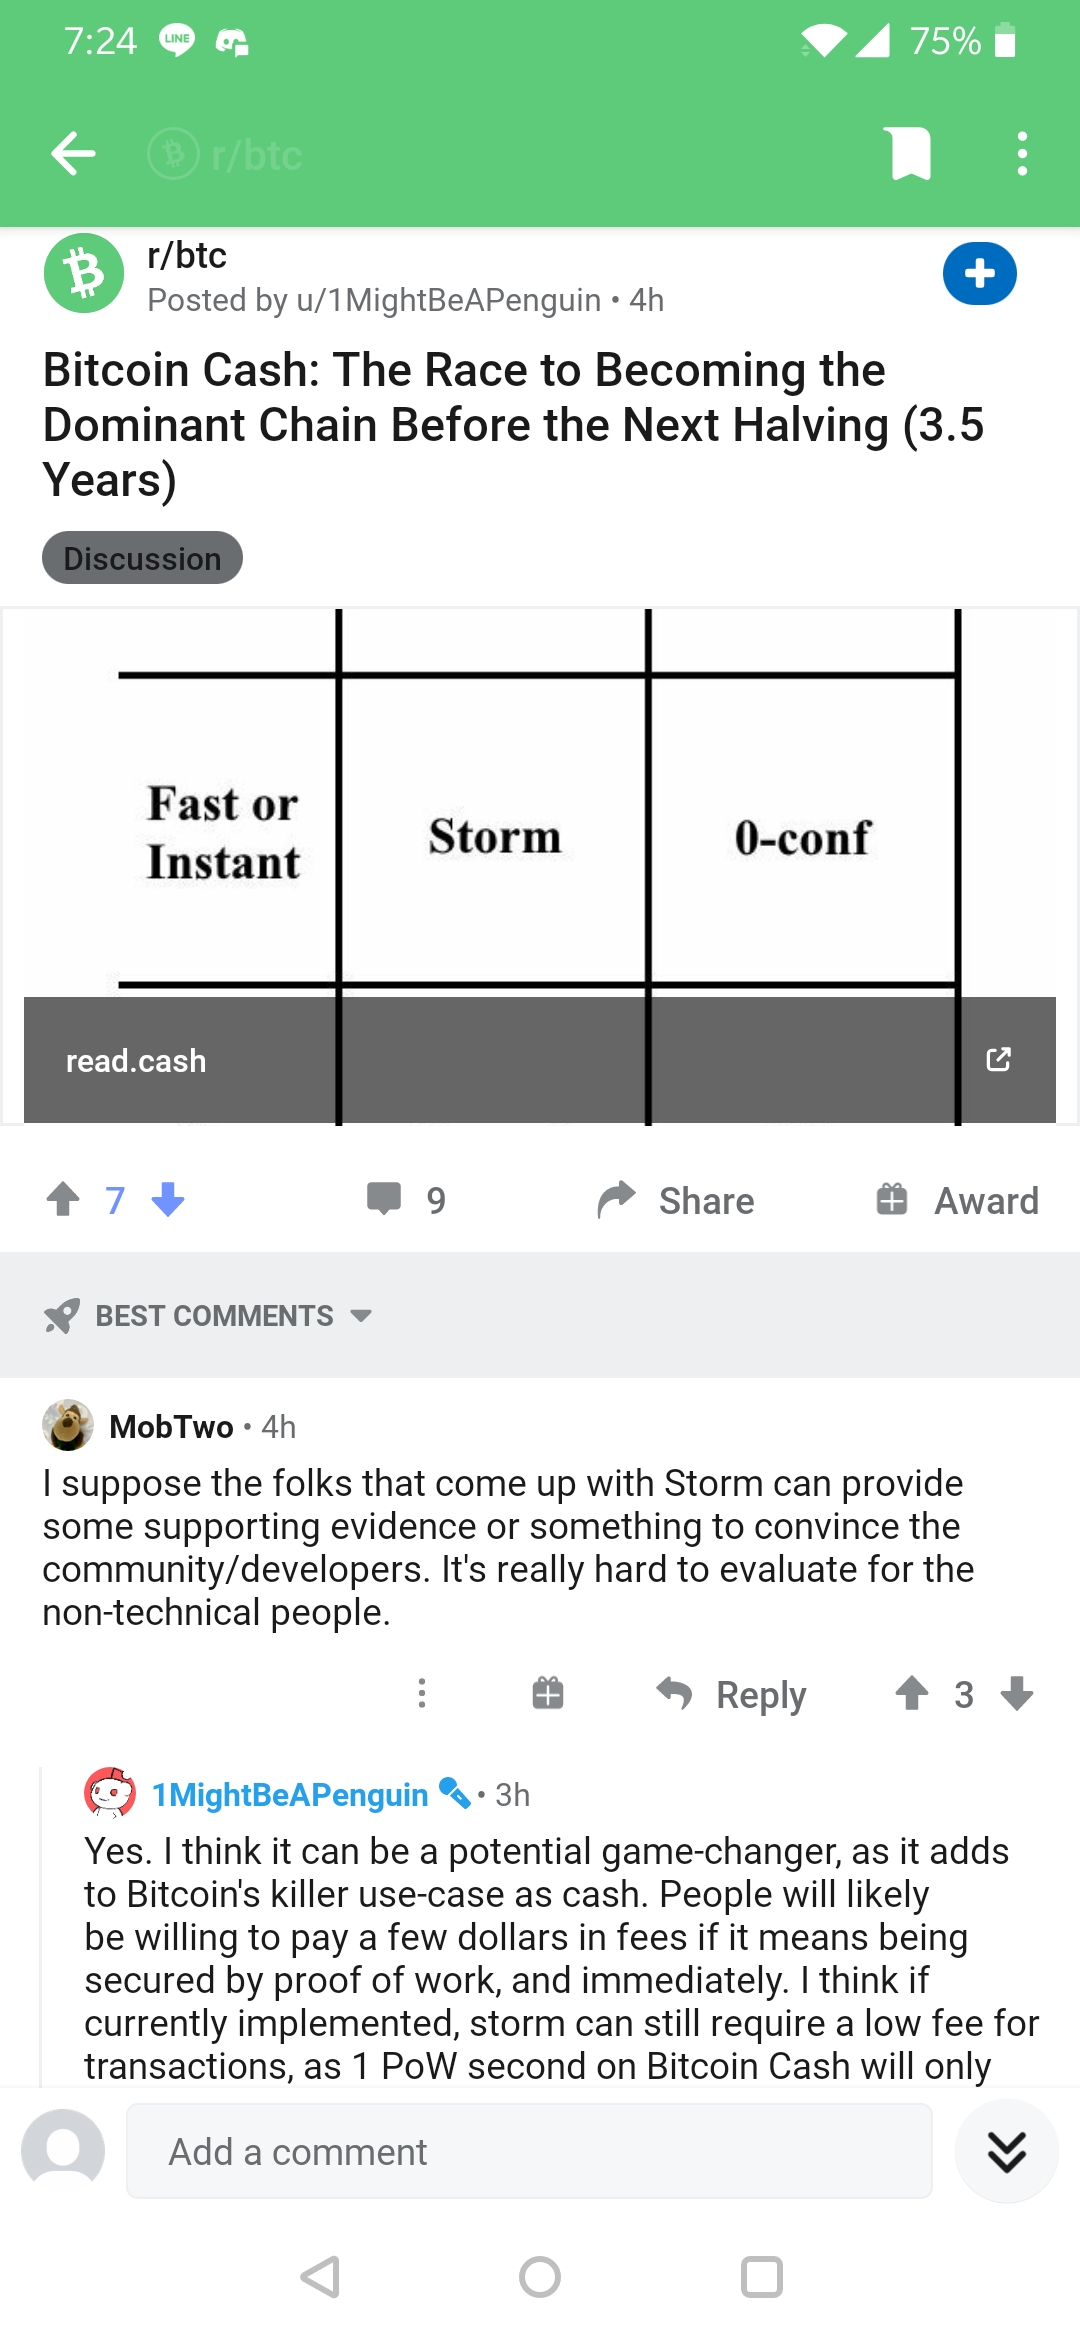 7:24 LINE 75%
r/btc
r/btc
Posted by u/1MightBeAPenguin • 4h
Bitcoin Cash: The Race to Becoming the
Dominant Chain Before the Next Halving (3.5
Years)
Discussion
Fast or
Instant
Storm
0-conf
read.cash
7
9
Share
Award
BEST COMMENTS
MobTwo • 4h
I suppose the folks that come up with Storm can provide
some supporting evidence or something to convince the
community/developers. It's really hard to evaluate for the
non-technical people.
Reply
3
1MightBeAPenguin • 3h
Yes. I think it can be a potential game-changer, as it adds
to Bitcoin's killer use-case as cash. People will likely
be willing to pay a few dollars in fees if it means being
secured by proof of work, and immediately. I think if
currently implemented, storm can still require a low fee for
transactions, as 1 PoW second on Bitcoin Cash will only
Add a comment